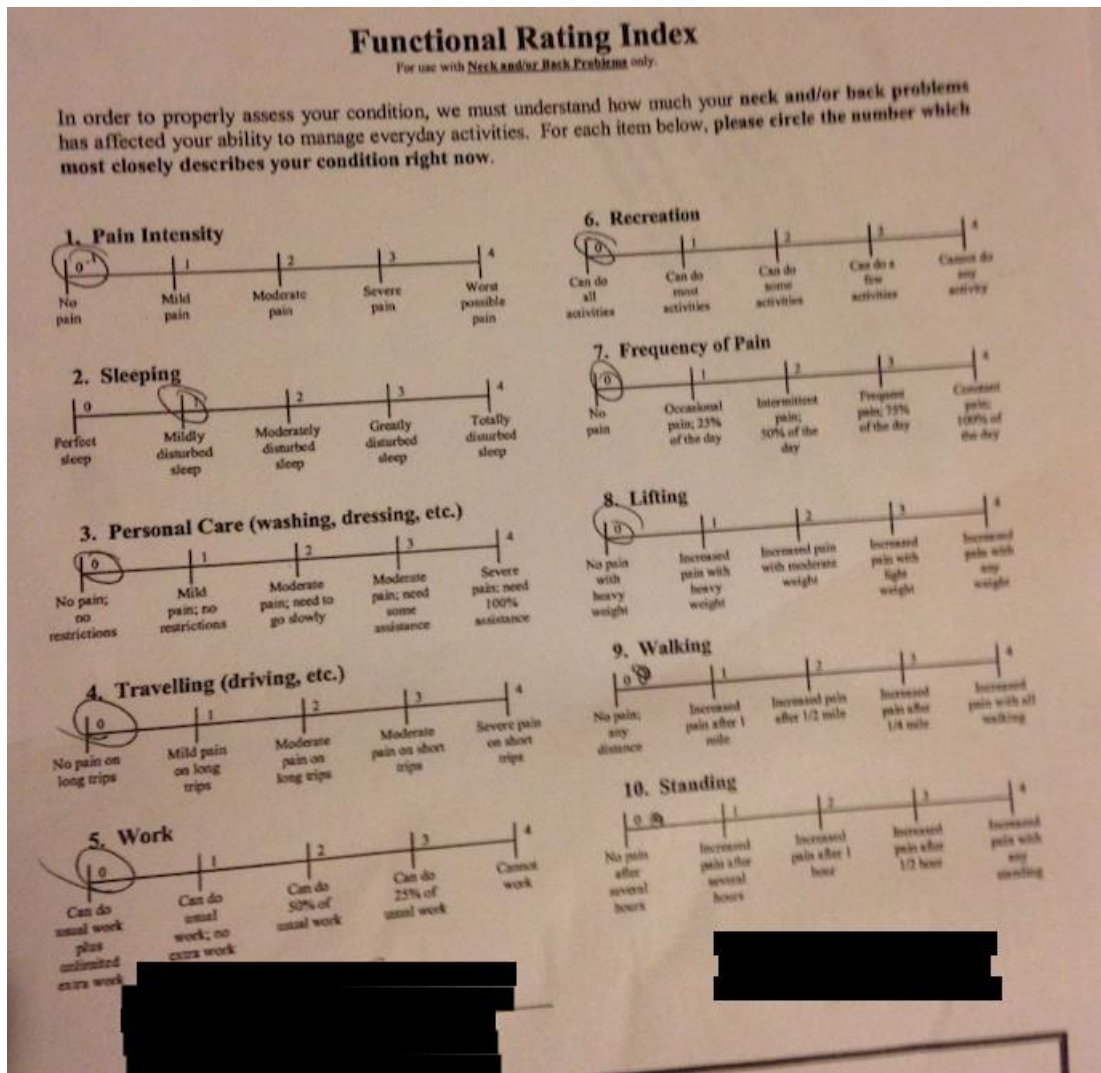 Functional Rating Index
For use with Neck and/or Back Problems only.
In order to properly assess your condition, we must understand how much your neck and/or back problems
has affected your ability to manage everyday activities. For each item below, please circle the number which
most closely describes your condition right now.
1. Pain Intensity
0 1 2 3 4
No Mild Moderate Severe Worst
pain pain pain pain possible
pain
2. Sleeping
0 1 2 3 4
Perfect Mildly Moderately Greatly Totally
sleep disturbed disturbed disturbed disturbed
sleep sleep sleep sleep
3. Personal Care (washing, dressing, etc.)
0 1 2 3 4
No pain; Mild Moderate Moderate Severe
no pain; no pain; need to pain; need pain; need
restrictions restrictions go slowly some 100%
assistance assistance
4. Travelling (driving, etc.)
0 1 2 3 4
No pain on Mild pain Moderate Moderate Severe pain
long trips on long pain on pain on short on short
trips long trips trips trips
5. Work
0 1 2 3 4
Can do Can do Can do Can do Cannot
usual work usual 50% of 25% of work
plus work; no usual work usual work
unlimited extra work
extra work
6. Recreation
0 1 2 3 4
Can do Can do Can do Can do a Cannot do
all most some few any
activities activities activities activities activity
7. Frequency of Pain
0 1 2 3 4
No Occasional Intermittent Frequent Constant
pain pain; 25% pain; pain; 75% pain;
of the day 50% of the of the day 100% of
day the day
8. Lifting
0 1 2 3 4
No pain Increased Increased pain Increased Increased
with pain with with moderate pain with pain with
heavy heavy weight light any
weight weight weight weight
9. Walking
0 1 2 3 4
No pain; Increased Increased pain Increased Increased
any pain after 1 after 1/2 mile pain after pain with all
distance mile 1/4 mile walking
10. Standing
0 1 2 3 4
No pain Increased Increased Increased Increased
after pain after pain after 1 pain after pain with
several several hour 1/2 hour any
hours hours standing